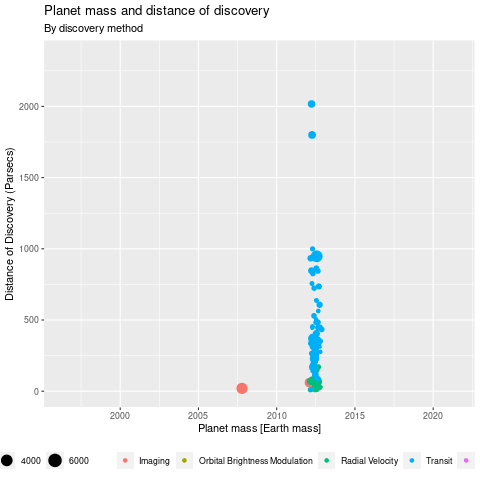 Planet mass and distance of discovery
By discovery method
Distance of Discovery (Parsecs)
2000
1500
1000
500
0
2000
2005
2010
2015
2020
Planet mass [Earth mass]
4000 6000 Imaging Orbital Brightness Modulation Radial Velocity Transit